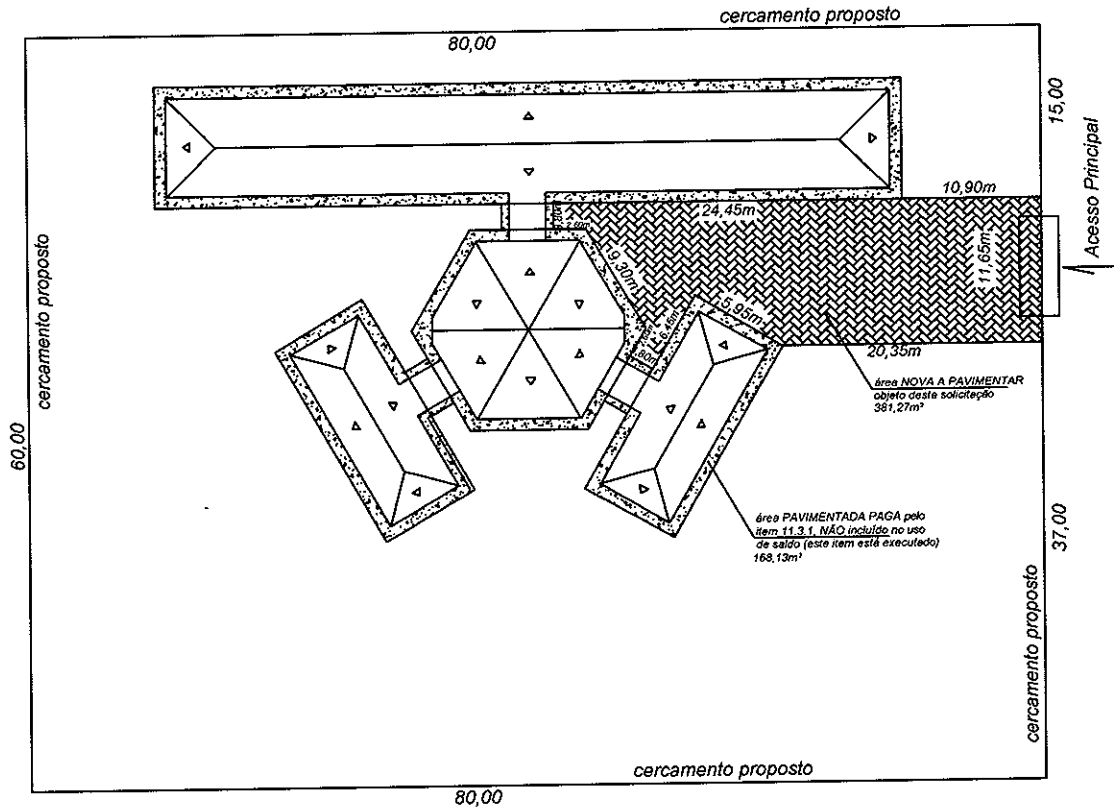 cercamento proposto
80,00
15,00
Acesso Principal
10,90m
24,45m
11,65m
9,30m
5,95m
6,45m
20,35m
cercamento proposto
60,00
área NOVA A PAVIMENTAR
objeto deste solicitação
381,27m²
área PAVIMENTADA PAGA pelo
item 11.3.1, NÃO incluído no uso
de saldo (este item está executado)
168,13m²
37,00
cercamento proposto
cercamento proposto
80,00